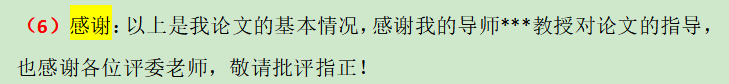 （6）感谢：以上是我论文的基本情况，感谢我的导师***教授对论文的指导，
也感谢各位评委老师，敬请批评指正！